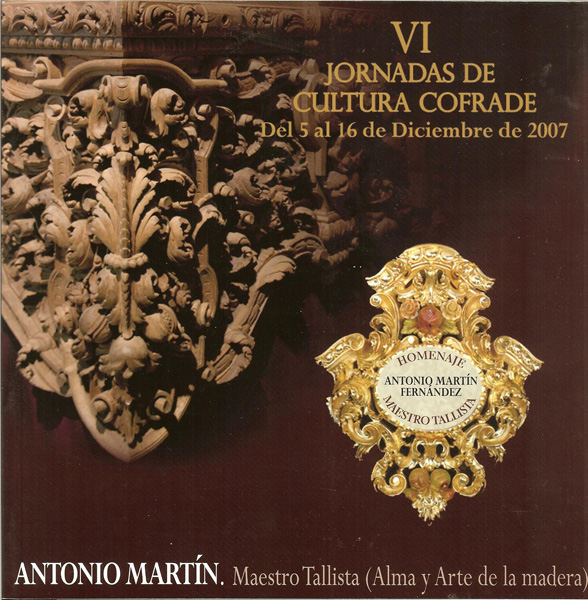 VI
JORNADAS DE
CULTURA COFRADE
Del 5 al 16 de Diciembre de 2007
HOMENAJE
ANTONIO MARTÍN
FERNÁNDEZ
MAESTRO TALLISTA
ANTONIO MARTÍN. Maestro Tallista (Alma y Arte de la madera)